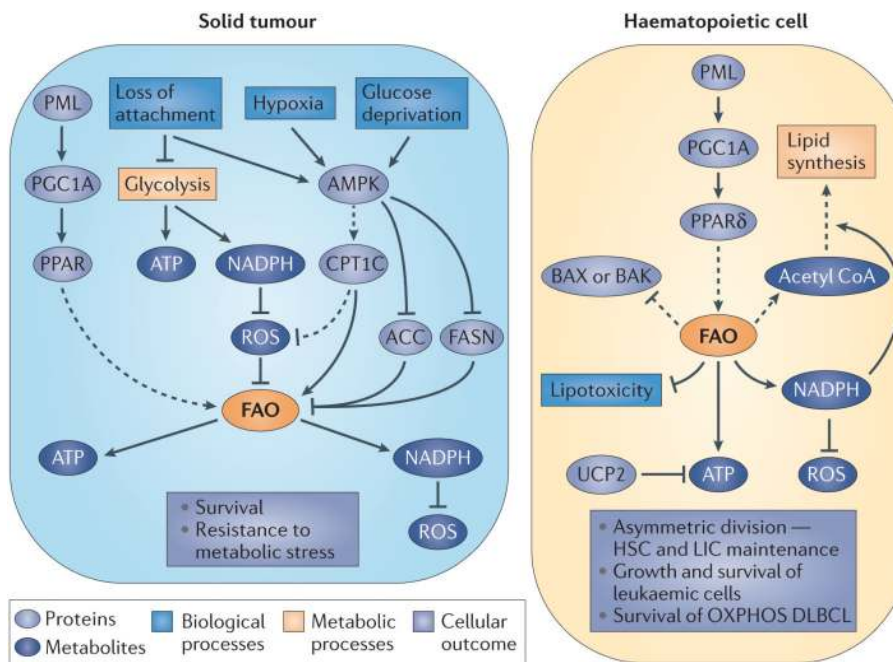 Solid tumour
PML
Loss of
attachment
Hypoxia
Glucose
deprivation
PGC1A
Glycolysis
AMPK
PPAR
ATP
NADPH
CPT1C
ROS
ACC
FASN
FAO
ATP
NADPH
ROS
• Survival
• Resistance to
metabolic stress
Haematopoietic cell
PML
PGC1A
Lipid
synthesis
PPARδ
BAX or BAK
Acetyl CoA
FAO
Lipotoxicity
NADPH
UCP2
ATP
ROS
• Asymmetric division —
HSC and LIC maintenance
• Growth and survival of
leukaemic cells
• Survival of OXPHOS DLBCL
Proteins
Metabolites
Biological
processes
Metabolic
processes
Cellular
outcome